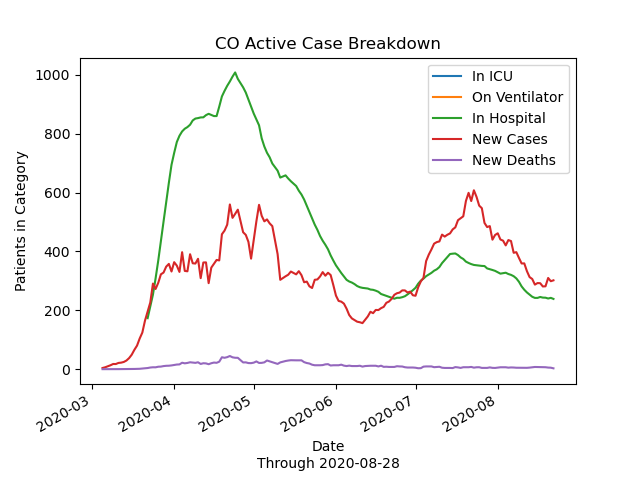 CO Active Case Breakdown
Patients in Category
1000
800
600
400
200
0
In ICU
On Ventilator
In Hospital
New Cases
New Deaths
2020-03
2020-04
2020-05
2020-06
2020-07
2020-08
Date
Through 2020-08-28